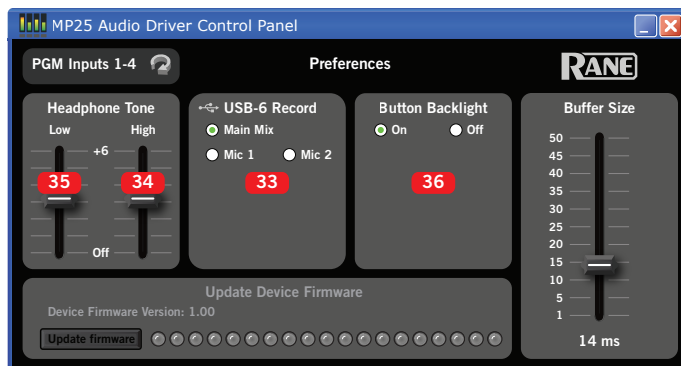 MP25 Audio Driver Control Panel
PGM Inputs 1-4
Preferences
RANE
Headphone Tone
Low High
+6
35 34
Off
USB-6 Record
Main Mix
Mic 1 Mic 2
33
Button Backlight
On Off
36
Buffer Size
50
45
40
35
30
25
20
15
10
5
1
14 ms
Update Device Firmware
Device Firmware Version: 1.00
Update firmware